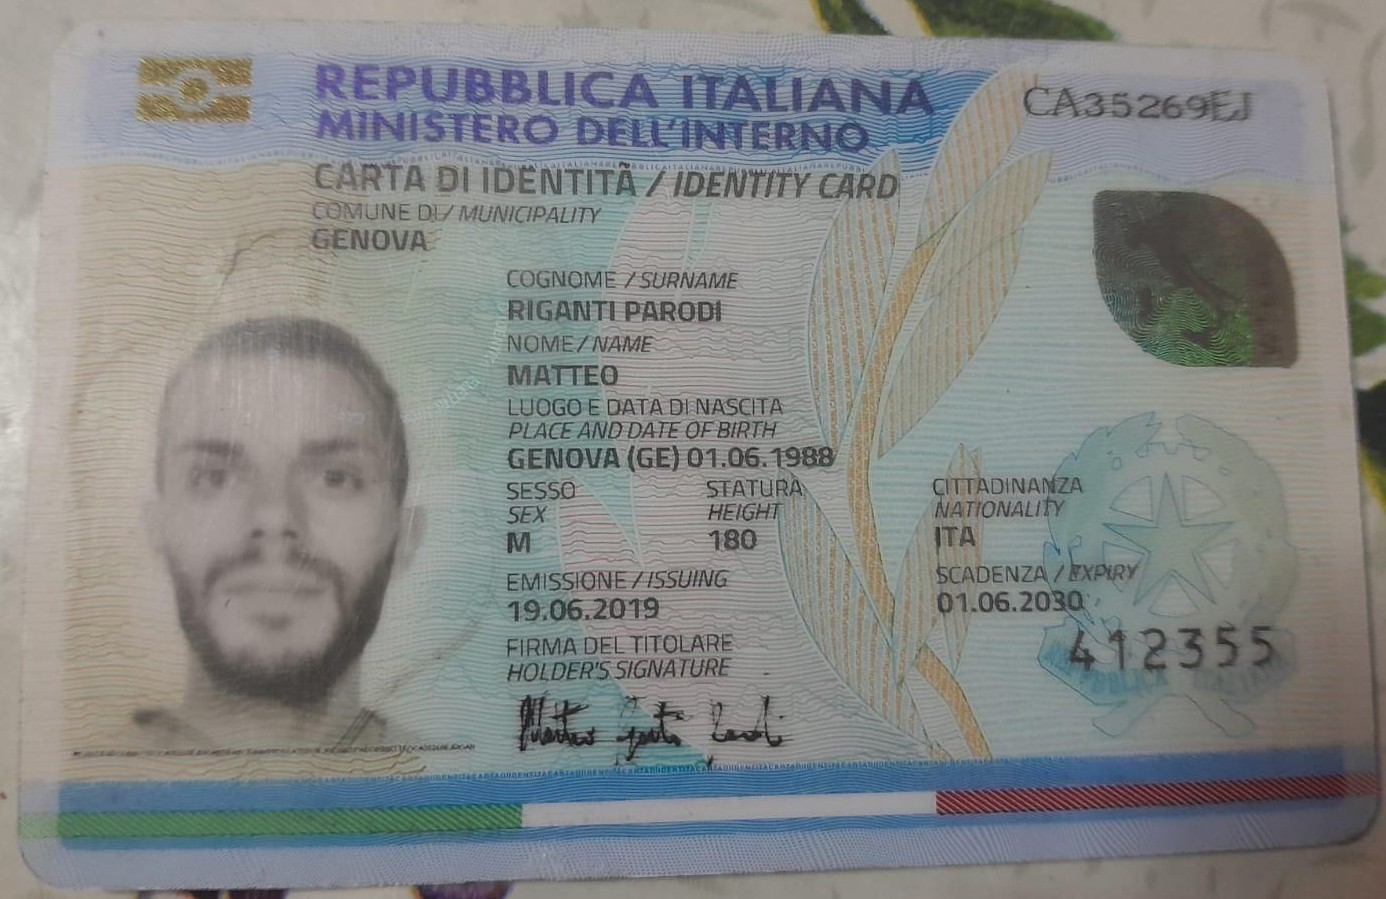 REPUBBLICA ITALIANA
MINISTERO DELL'INTERNO
CA35269EJ
CARTA DI IDENTITÃ / IDENTITY CARD
COMUNE DI / MUNICIPALITY
GENOVA
COGNOME / SURNAME
RIGANTI PARODI
NOME / NAME
MATTEO
LUOGO E DATA DI NASCITA
PLACE AND DATE OF BIRTH
GENOVA (GE) 01.06.1988
SESSO
SEX
M
STATURA
HEIGHT
180
CITTADINANZA
NATIONALITY
ITA
EMISSIONE / ISSUING
19.06.2019
SCADENZA / EXPIRY
01.06.2030
412355
FIRMA DEL TITOLARE
HOLDER'S SIGNATURE
Matteo